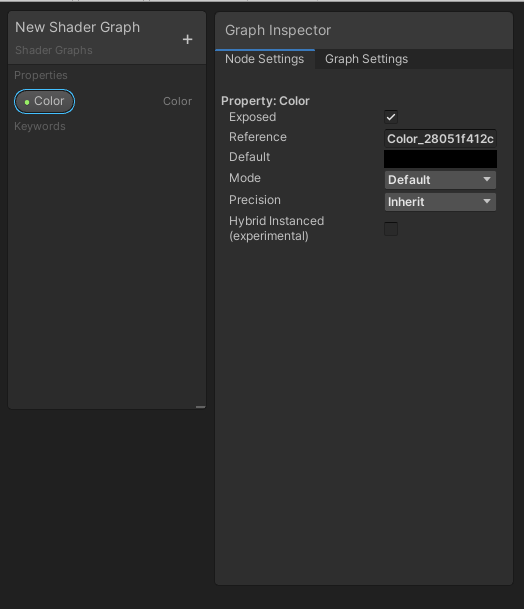 New Shader Graph
Shader Graphs
+
Properties
Color
Color
Keywords
Graph Inspector
Node Settings
Graph Settings
Property: Color
Exposed
Reference
Color_28051f412c
Default
Mode
Default
Precision
Inherit
Hybrid Instanced
(experimental)